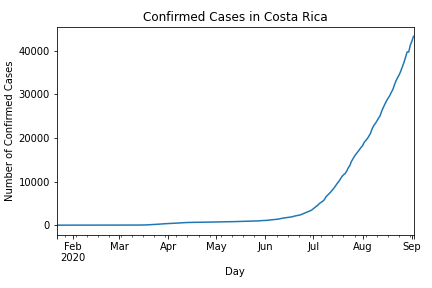 Confirmed Cases in Costa Rica
Number of Confirmed Cases
40000
30000
20000
10000
0
Feb Mar Apr May Jun Jul Aug Sep
2020
Day